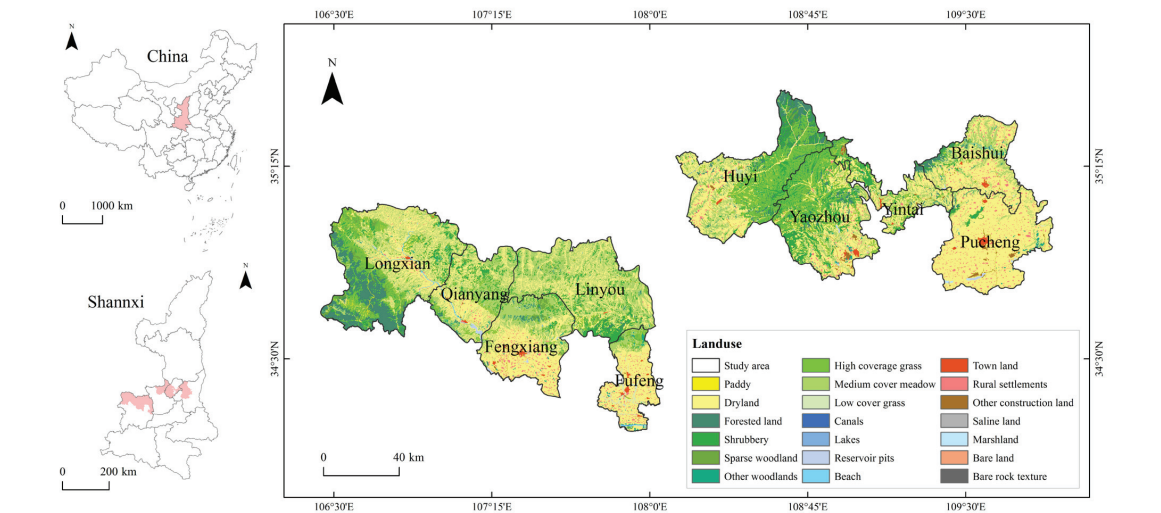 N
China
0 1000 km
N
Shannxi
0 200 km
106°30'E 107°15'E 108°0'E 108°45'E 109°30'E
35°15'N
34°30'N
35°15'N
34°30'N
N
Huyi
Baishui
Yaozhou
Yintai
Pucheng
Longxian
Qianyang
Linyou
Fengxiang
Fufeng
0 40 km
Landuse
Study area
Paddy
Dryland
Forested land
Shrubbery
Sparse woodland
Other woodlands
High coverage grass
Medium cover meadow
Low cover grass
Canals
Lakes
Reservoir pits
Beach
Town land
Rural settlements
Other construction land
Saline land
Marshland
Bare land
Bare rock texture
106°30'E 107°15'E 108°0'E 108°45'E 109°30'E